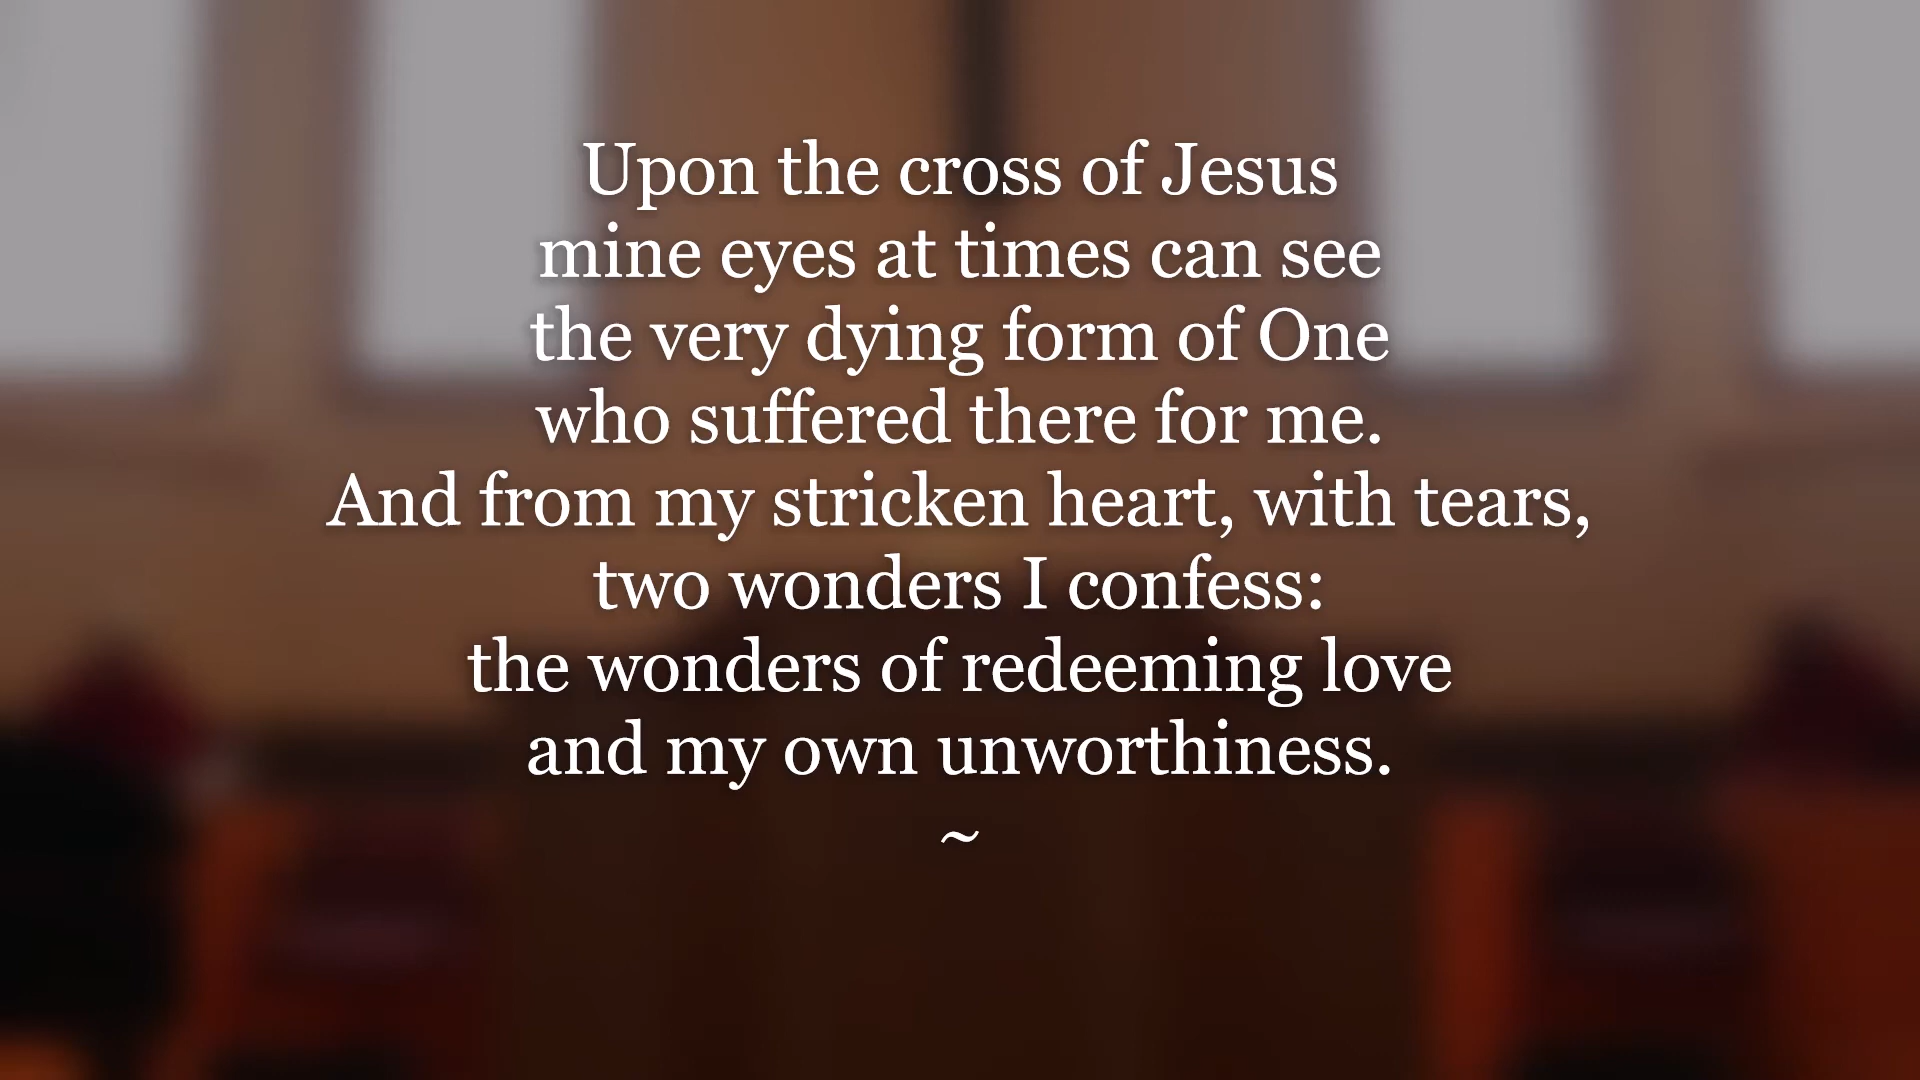 Upon the cross of Jesus
mine eyes at times can see
the very dying form of One
who suffered there for me.
And from my stricken heart, with tears,
two wonders I confess:
the wonders of redeeming love
and my own unworthiness.
~